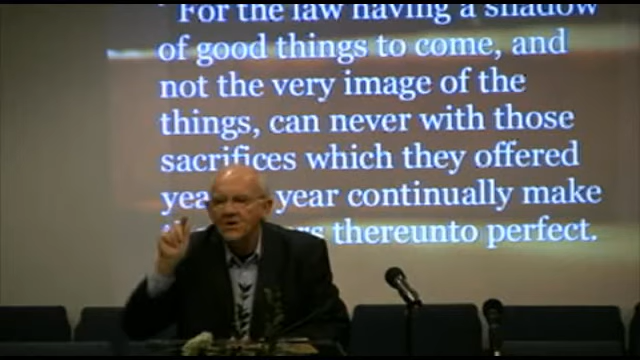 For the law having a shadow
of good things to come, and
not the very image of the
things, can never with those
sacrifices which they offered
year continually make
thereunto perfect.